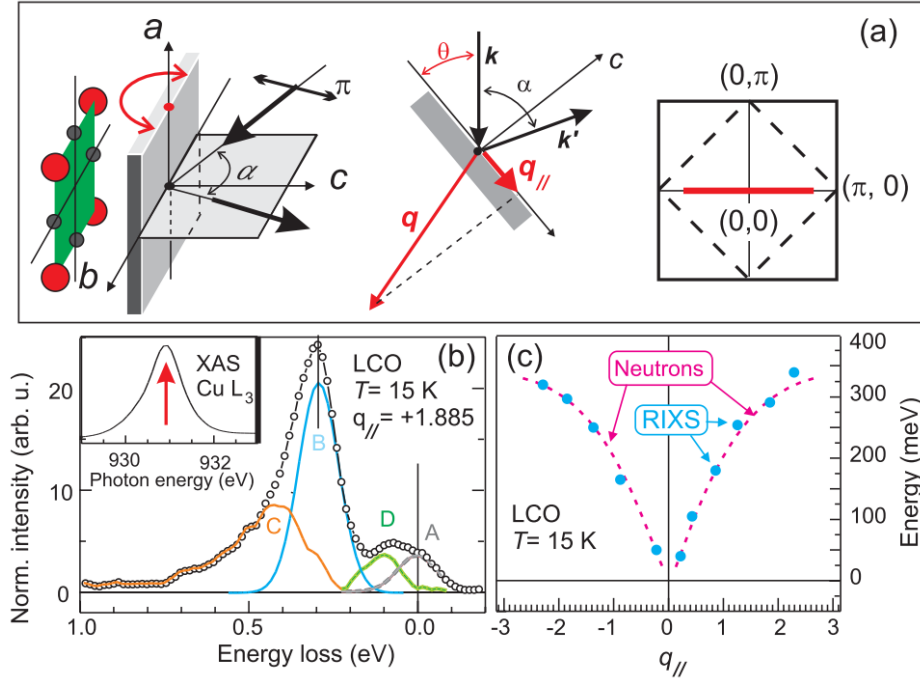 (a)
a
π
α
c
b
θ
k
c
α
k'
q//
q
(0,π)
(π, 0)
(0,0)
(b)
XAS
Cu L3
930 932
Photon energy (eV)
LCO
T= 15 K
q// = +1.885
B
C
D
A
20
10
0
Norm. intensity (arb. u.)
1.0 0.5 0.0
Energy loss (eV)
(c)
Neutrons
RIXS
LCO
T= 15 K
400
300
200
100
0
Energy (meV)
-3 -2 -1 0 1 2 3
q//